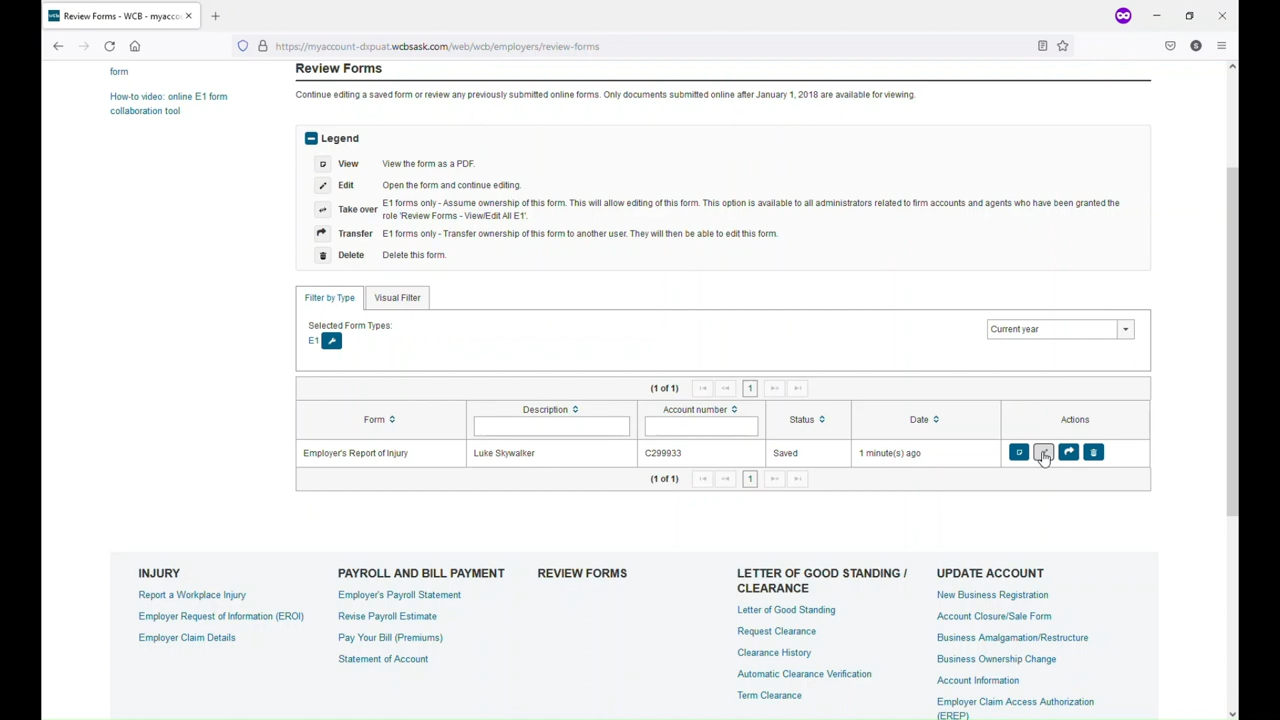 Review Forms - WCB - myacco
https://myaccount-dxpuat.wcbsask.com/web/wcb/employers/review-forms
form
How-to video: online E1 form
collaboration tool
Review Forms
Continue editing a saved form or review any previously submitted online forms. Only documents submitted online after January 1, 2018 are available for viewing.
Legend
View View the form as a PDF.
Edit Open the form and continue editing.
Take over E1 forms only - Assume ownership of this form. This will allow editing of this form. This option is available to all administrators related to firm accounts and agents who have been granted the
role 'Review Forms - View/Edit All E1'.
Transfer E1 forms only - Transfer ownership of this form to another user. They will then be able to edit this form.
Delete Delete this form.
Filter by Type Visual Filter
Selected Form Types:
E1
Current year
(1 of 1) 1
Form Description Account number Status Date Actions
Employer's Report of Injury Luke Skywalker C299933 Saved 1 minute(s) ago
(1 of 1) 1
INJURY
Report a Workplace Injury
Employer Request of Information (EROI)
Employer Claim Details
PAYROLL AND BILL PAYMENT
Employer's Payroll Statement
Revise Payroll Estimate
Pay Your Bill (Premiums)
Statement of Account
REVIEW FORMS
LETTER OF GOOD STANDING /
CLEARANCE
Letter of Good Standing
Request Clearance
Clearance History
Automatic Clearance Verification
Term Clearance
UPDATE ACCOUNT
New Business Registration
Account Closure/Sale Form
Business Amalgamation/Restructure
Business Ownership Change
Account Information
Employer Claim Access Authorization
(EREP)